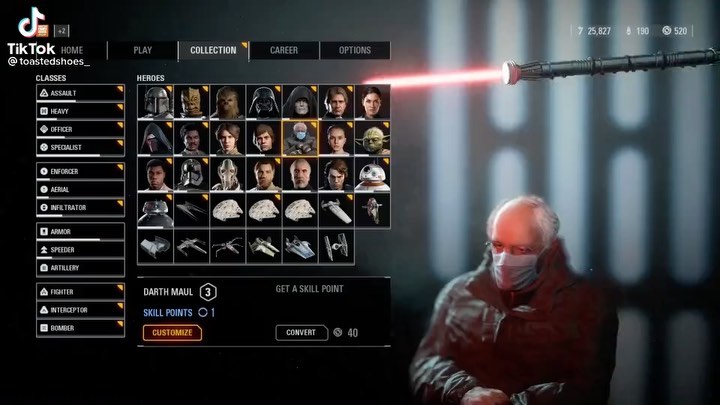 +2
7 25,827 190 520
TikTok
@toastedshoes_
HOME PLAY COLLECTION CAREER OPTIONS
CLASSES
ASSAULT
HEAVY
OFFICER
SPECIALIST
ENFORCER
AERIAL
INFILTRATOR
ARMOR
SPEEDER
ARTILLERY
FIGHTER
INTERCEPTOR
BOMBER
HEROES
DARTH MAUL 3
GET A SKILL POINT
SKILL POINTS 1
CUSTOMIZE
CONVERT 40